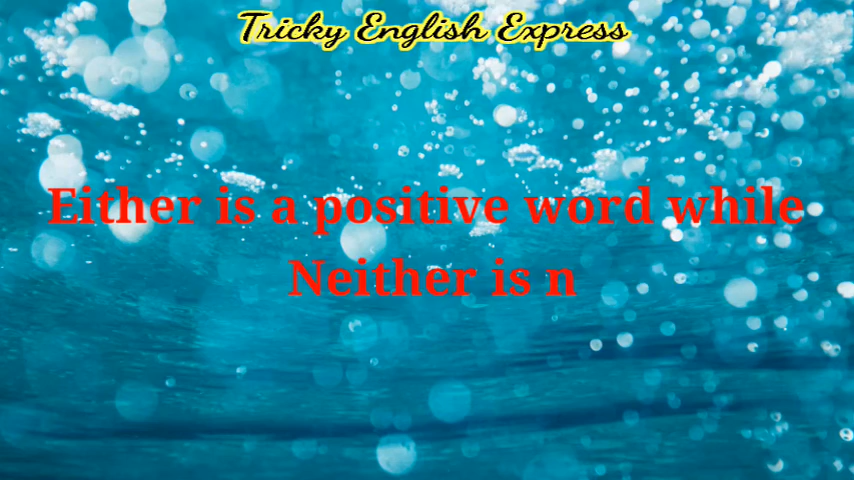 Tricky English Express
Either is a positive word while
Neither is n